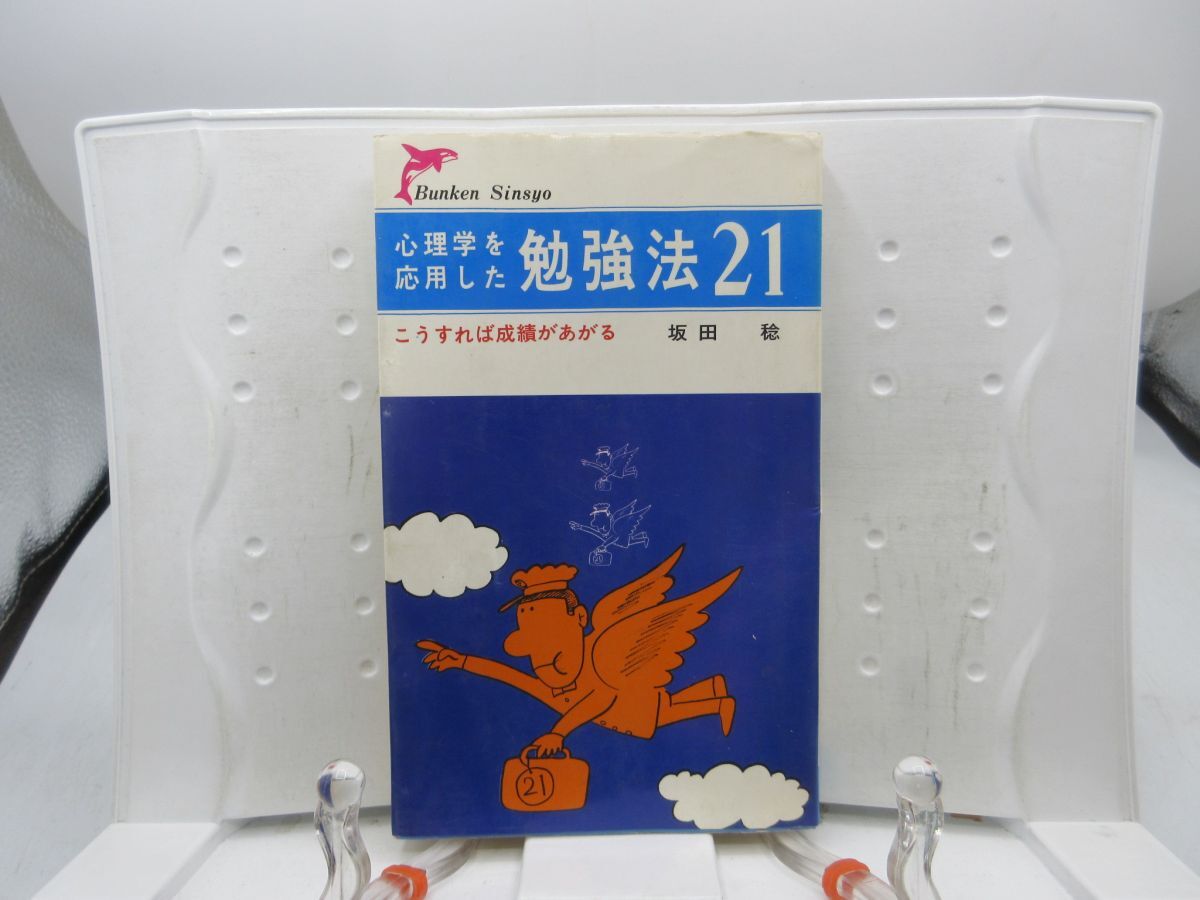 Bunken Sinsyo
心理学を
応用した
勉強法21
こうすれば成績があがる 坂田 稔
21
21